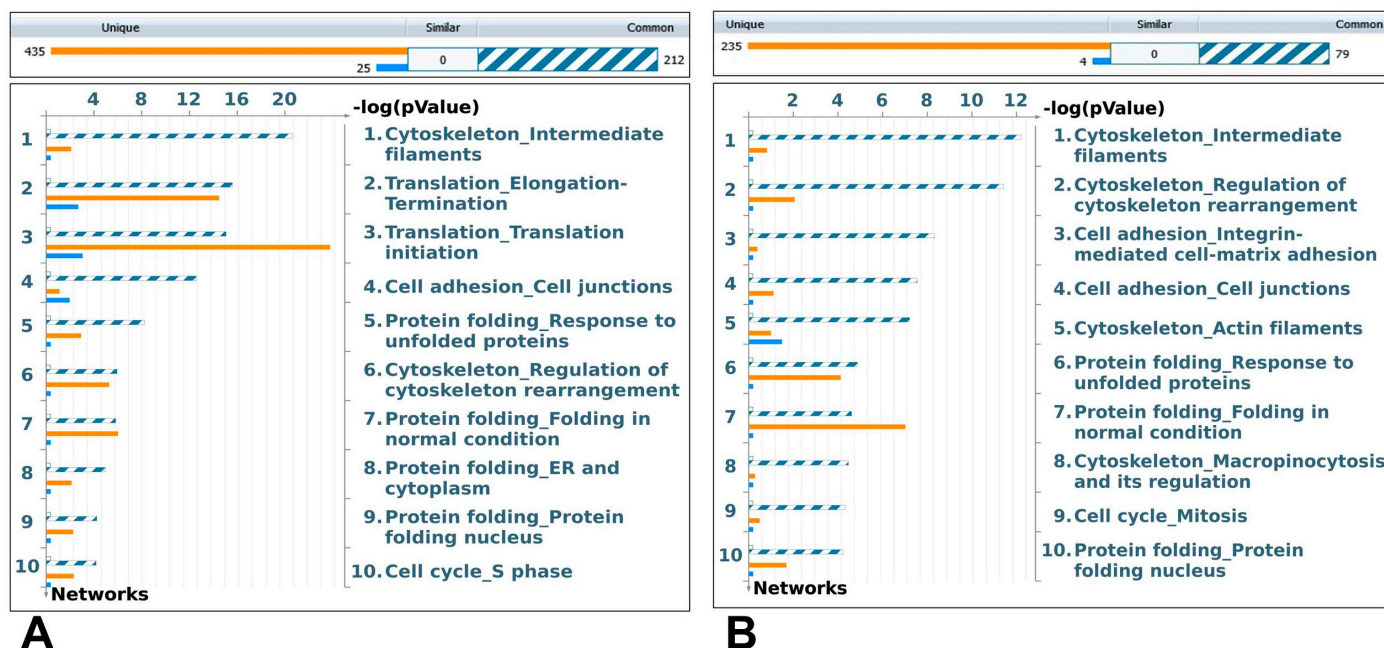 Unique Similar Common
435 0 212
25
4 8 12 16 20 -log(pValue)
1 1. Cytoskeleton_Intermediate
filaments
2 2. Translation_Elongation-
Termination
3 3. Translation_Translation
initiation
4 4. Cell adhesion_Cell junctions
5 5. Protein folding_Response to
unfolded proteins
6 6. Cytoskeleton_Regulation of
cytoskeleton rearrangement
7 7. Protein folding_Folding in
normal condition
8 8. Protein folding_ER and
cytoplasm
9 9. Protein folding_Protein
folding nucleus
10 10. Cell cycle_S phase
Networks
A
Unique Similar Common
235 0 79
4
2 4 6 8 10 12 -log(pValue)
1 1. Cytoskeleton_Intermediate
filaments
2 2. Cytoskeleton_Regulation of
cytoskeleton rearrangement
3 3. Cell adhesion_Integrin-
mediated cell-matrix adhesion
4 4. Cell adhesion_Cell junctions
5 5. Cytoskeleton_Actin filaments
6 6. Protein folding_Response to
unfolded proteins
7 7. Protein folding_Folding in
normal condition
8 8. Cytoskeleton_Macropinocytosis
and its regulation
9 9. Cell cycle_Mitosis
10 10. Protein folding_Protein
folding nucleus
Networks
B